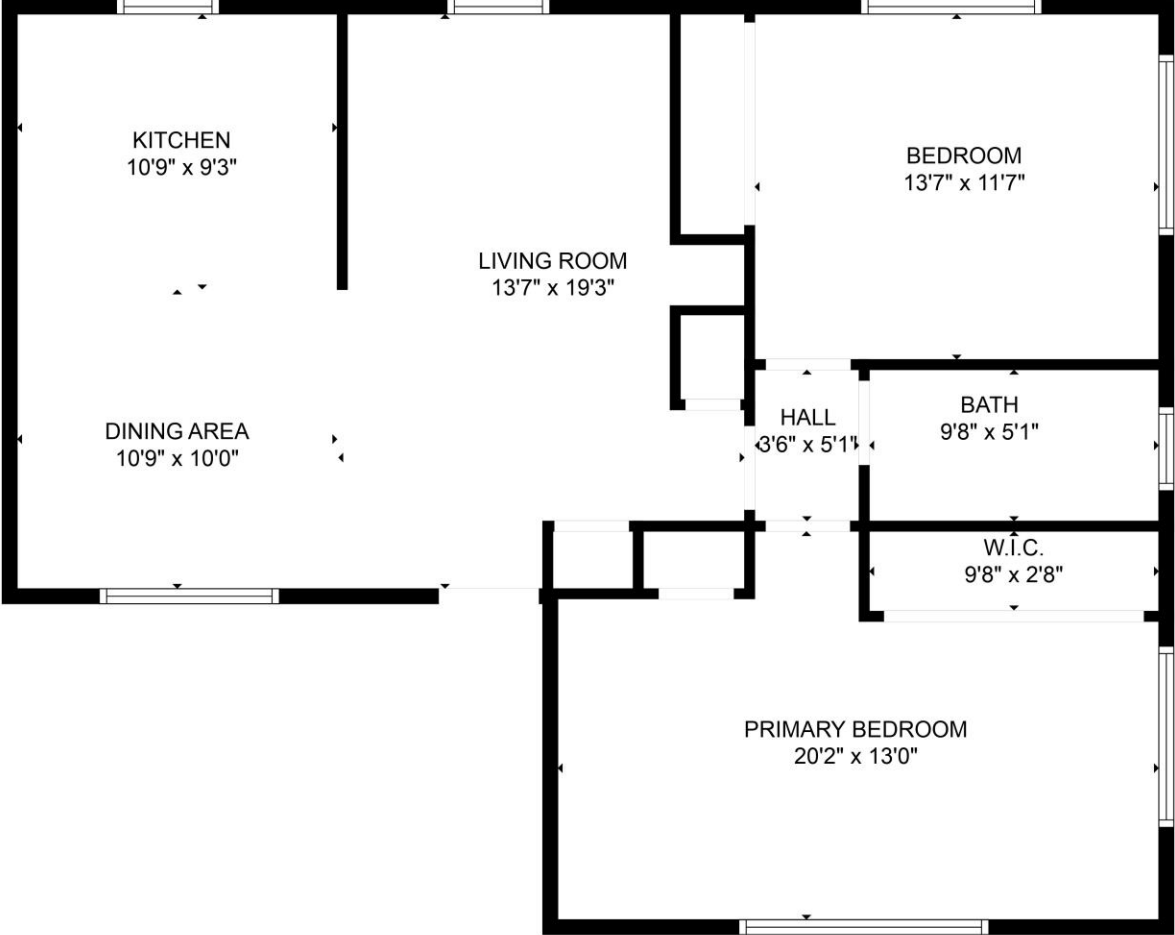 KITCHEN
10'9" x 9'3"
BEDROOM
13'7" x 11'7"
LIVING ROOM
13'7" x 19'3"
DINING AREA
10'9" x 10'0"
HALL
3'6" x 5'1"
BATH
9'8" x 5'1"
W.I.C.
9'8" x 2'8"
PRIMARY BEDROOM
20'2" x 13'0"